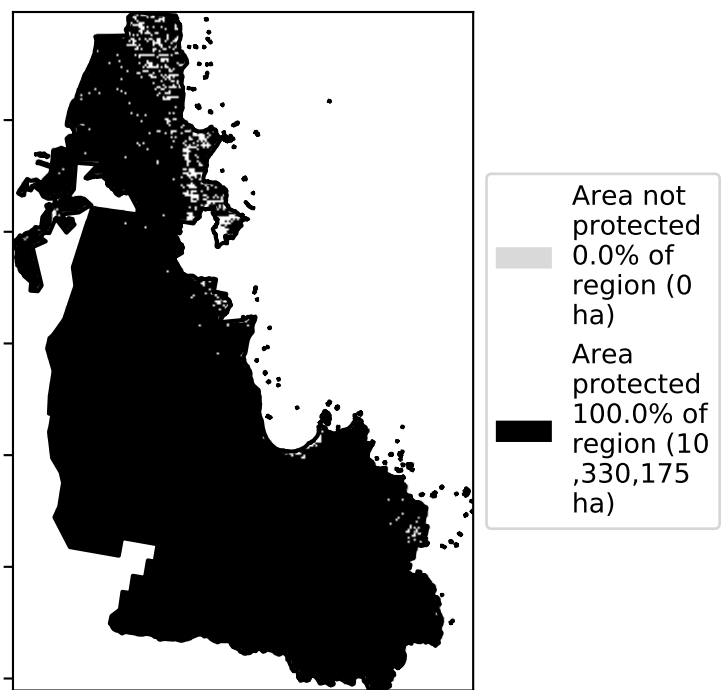 Area not
protected
0.0% of
region (0
ha)
Area
protected
100.0% of
region (10
,330,175
ha)